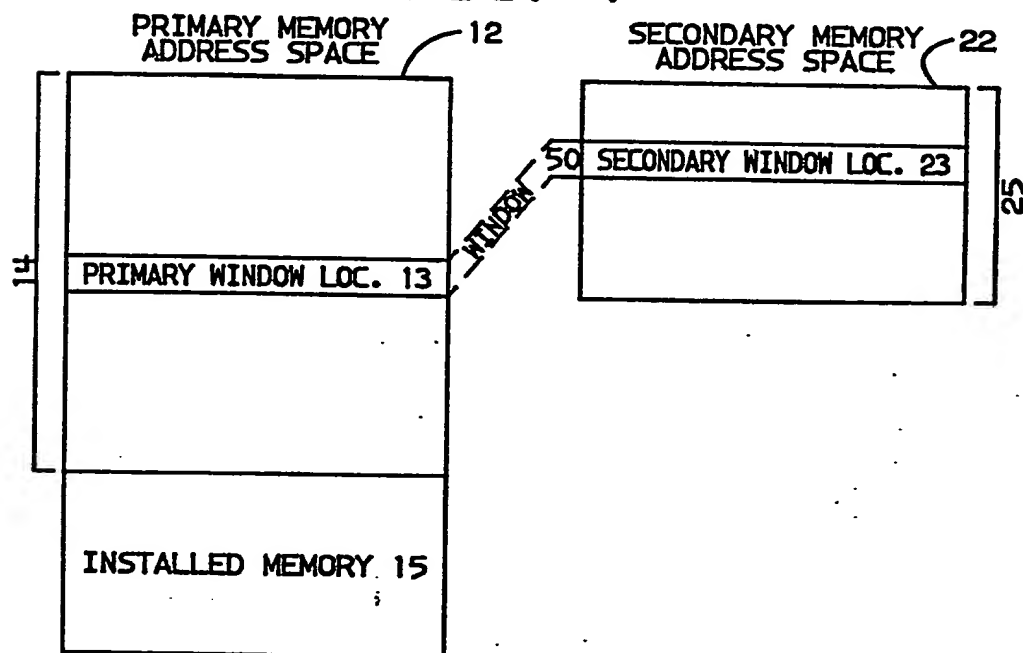 PRIMARY MEMORY
ADDRESS SPACE
12
SECONDARY MEMORY
ADDRESS SPACE
22
14
PRIMARY WINDOW LOC. 13
WINDOW
50
SECONDARY WINDOW LOC. 23
25
INSTALLED MEMORY 15